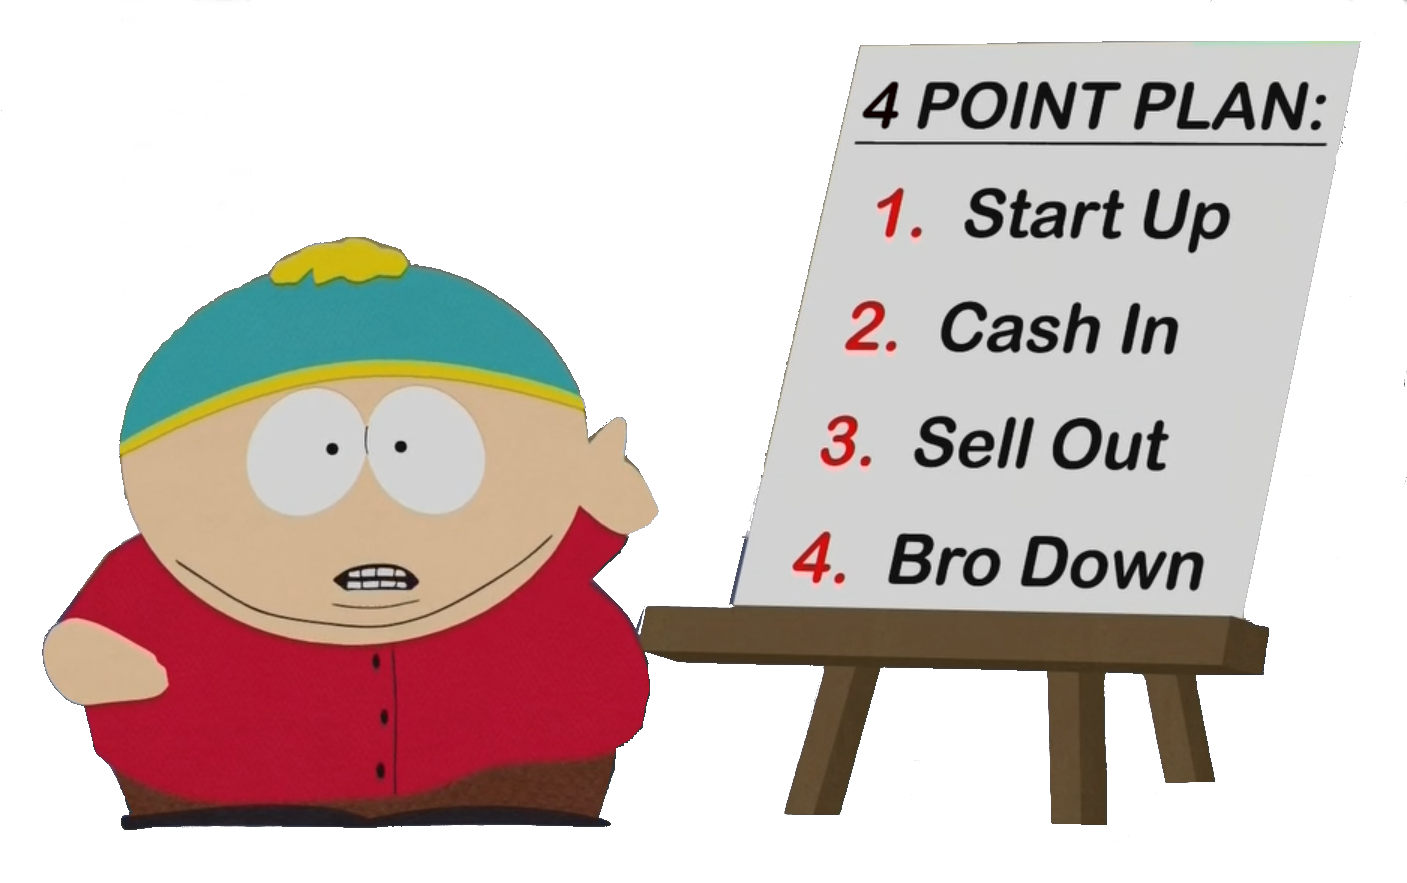 4 POINT PLAN:
1. Start Up
2. Cash In
3. Sell Out
4. Bro Down